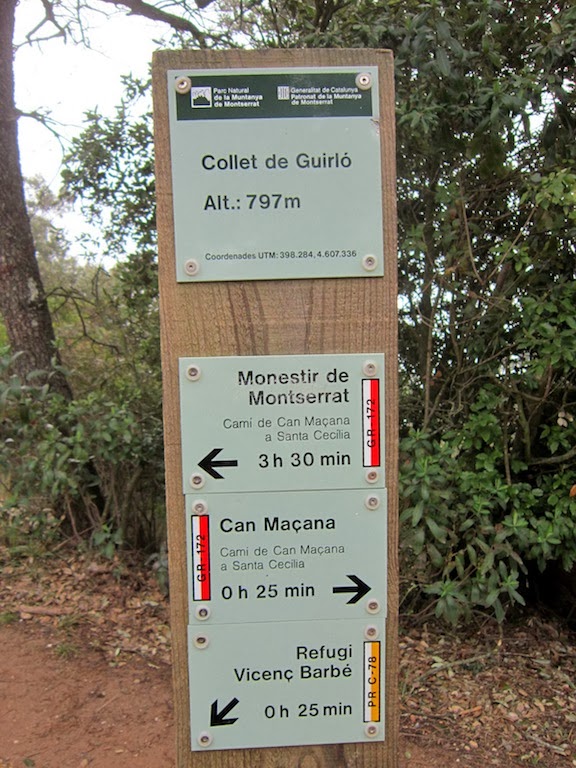 Parc Natural
de la Muntanya
de Montserrat
Generalitat de Catalunya
Patronat de la Muntanya
de Montserrat
Collet de Guirló
Alt.: 797m
Coordenades UTM: 398.284, 4.607.336
Monestir de
Montserrat
Camí de Can Maçana
a Santa Cecília
3 h 30 min
GR-172
Can Maçana
Camí de Can Maçana
a Santa Cecília
0 h 25 min
GR-172
Refugi
Vicenç Barbé
0 h 25 min
PR C-78